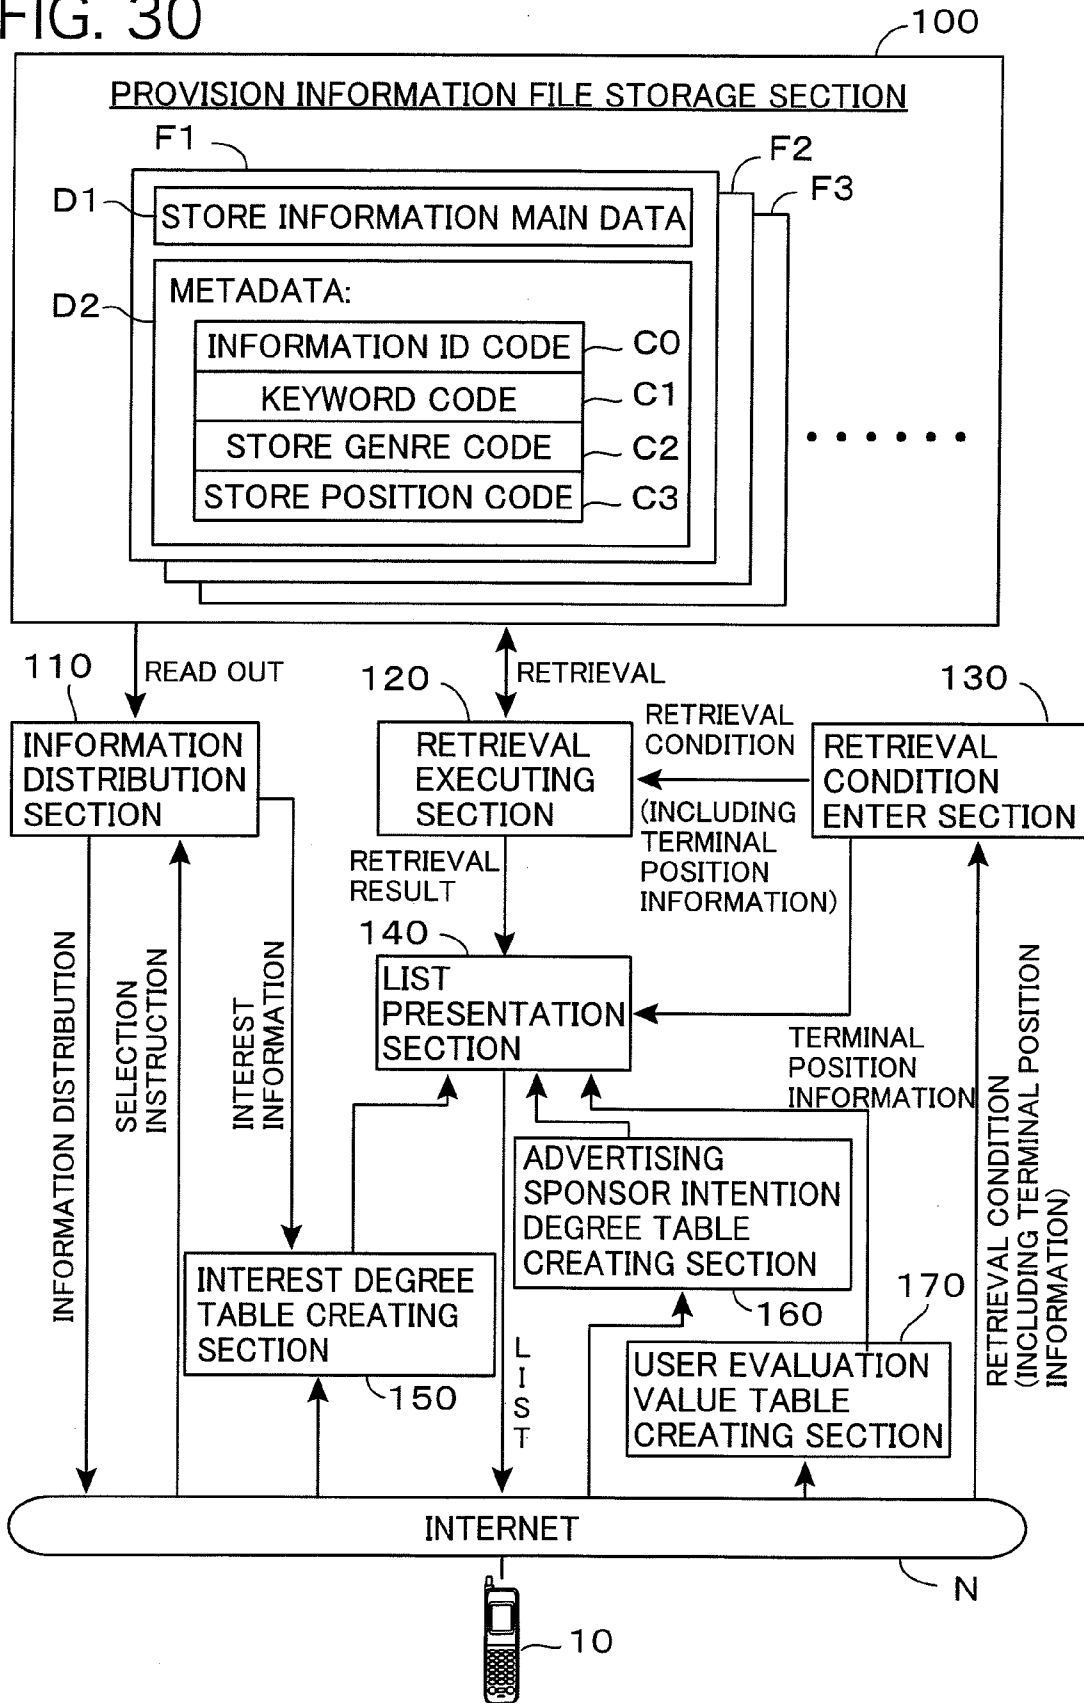 FIG. 30
100
PROVISION INFORMATION FILE STORAGE SECTION
F1
F2
F3
D1
STORE INFORMATION MAIN DATA
D2
METADATA:
INFORMATION ID CODE
C0
KEYWORD CODE
C1
STORE GENRE CODE
C2
STORE POSITION CODE
C3
110
READ OUT
120
RETRIEVAL
130
INFORMATION
DISTRIBUTION
SECTION
RETRIEVAL
EXECUTING
SECTION
RETRIEVAL
CONDITION
(INCLUDING
TERMINAL
POSITION
INFORMATION)
RETRIEVAL
CONDITION
ENTER SECTION
RETRIEVAL
RESULT
140
LIST
PRESENTATION
SECTION
INFORMATION DISTRIBUTION
SELECTION
INSTRUCTION
INTEREST
INFORMATION
TERMINAL
POSITION
INFORMATION
RETRIEVAL CONDITION
(INCLUDING TERMINAL POSITION
INFORMATION)
ADVERTISING
SPONSOR INTENTION
DEGREE TABLE
CREATING SECTION
160
INTEREST DEGREE
TABLE CREATING
SECTION
150
LIST
170
USER EVALUATION
VALUE TABLE
CREATING SECTION
INTERNET
N
10